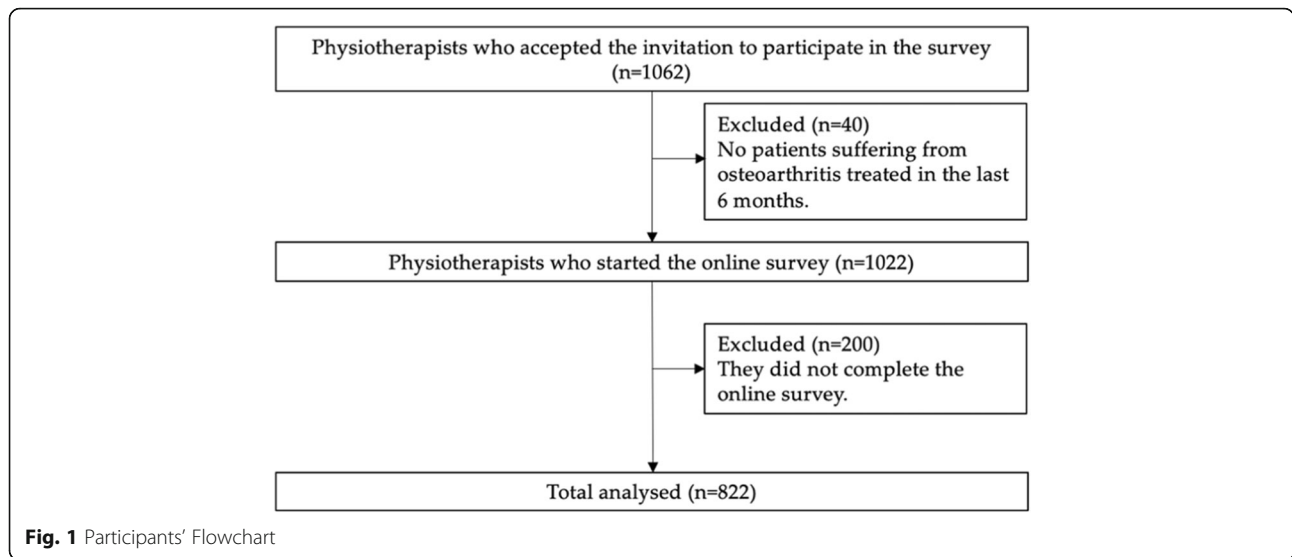 Physiotherapists who accepted the invitation to participate in the survey
(n=1062)
Excluded (n=40)
No patients suffering from
osteoarthritis treated in the last
6 months.
Physiotherapists who started the online survey (n=1022)
Excluded (n=200)
They did not complete the
online survey.
Total analysed (n=822)
Fig. 1 Participants' Flowchart